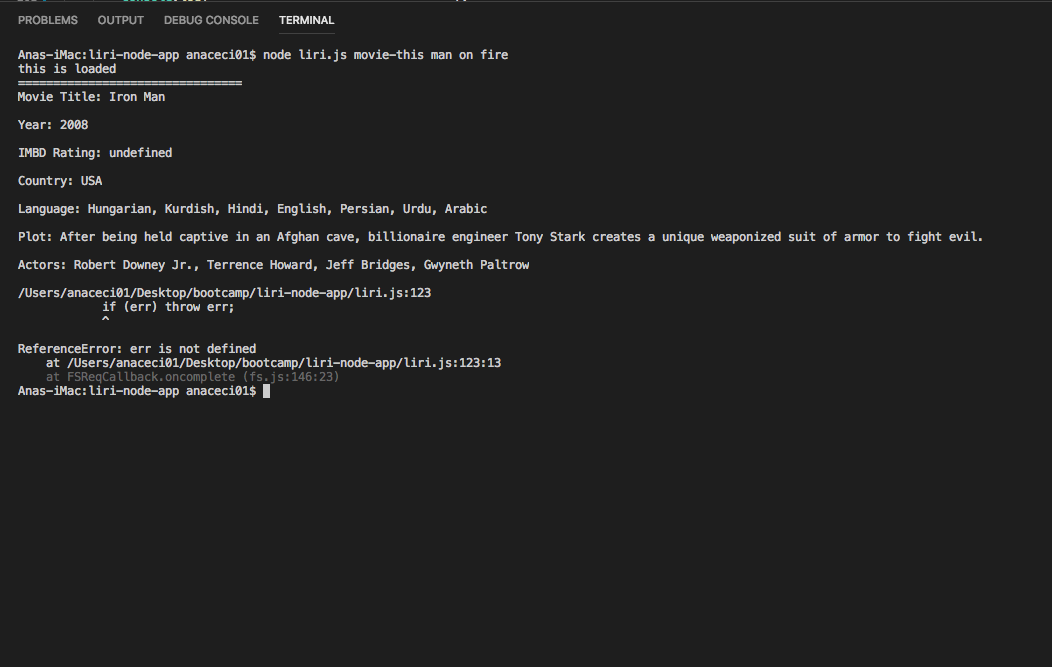 PROBLEMS OUTPUT DEBUG CONSOLE TERMINAL
Anas-iMac:liri-node-app anaceci01$ node liri.js movie-this man on fire
this is loaded
================================
Movie Title: Iron Man
Year: 2008
IMBD Rating: undefined
Country: USA
Language: Hungarian, Kurdish, Hindi, English, Persian, Urdu, Arabic
Plot: After being held captive in an Afghan cave, billionaire engineer Tony Stark creates a unique weaponized suit of armor to fight evil.
Actors: Robert Downey Jr., Terrence Howard, Jeff Bridges, Gwyneth Paltrow
/Users/anaceci01/Desktop/bootcamp/liri-node-app/liri.js:123
if (err) throw err;
^
ReferenceError: err is not defined
at /Users/anaceci01/Desktop/bootcamp/liri-node-app/liri.js:123:13
at FSReqCallback.oncomplete (fs.js:146:23)
Anas-iMac:liri-node-app anaceci01$